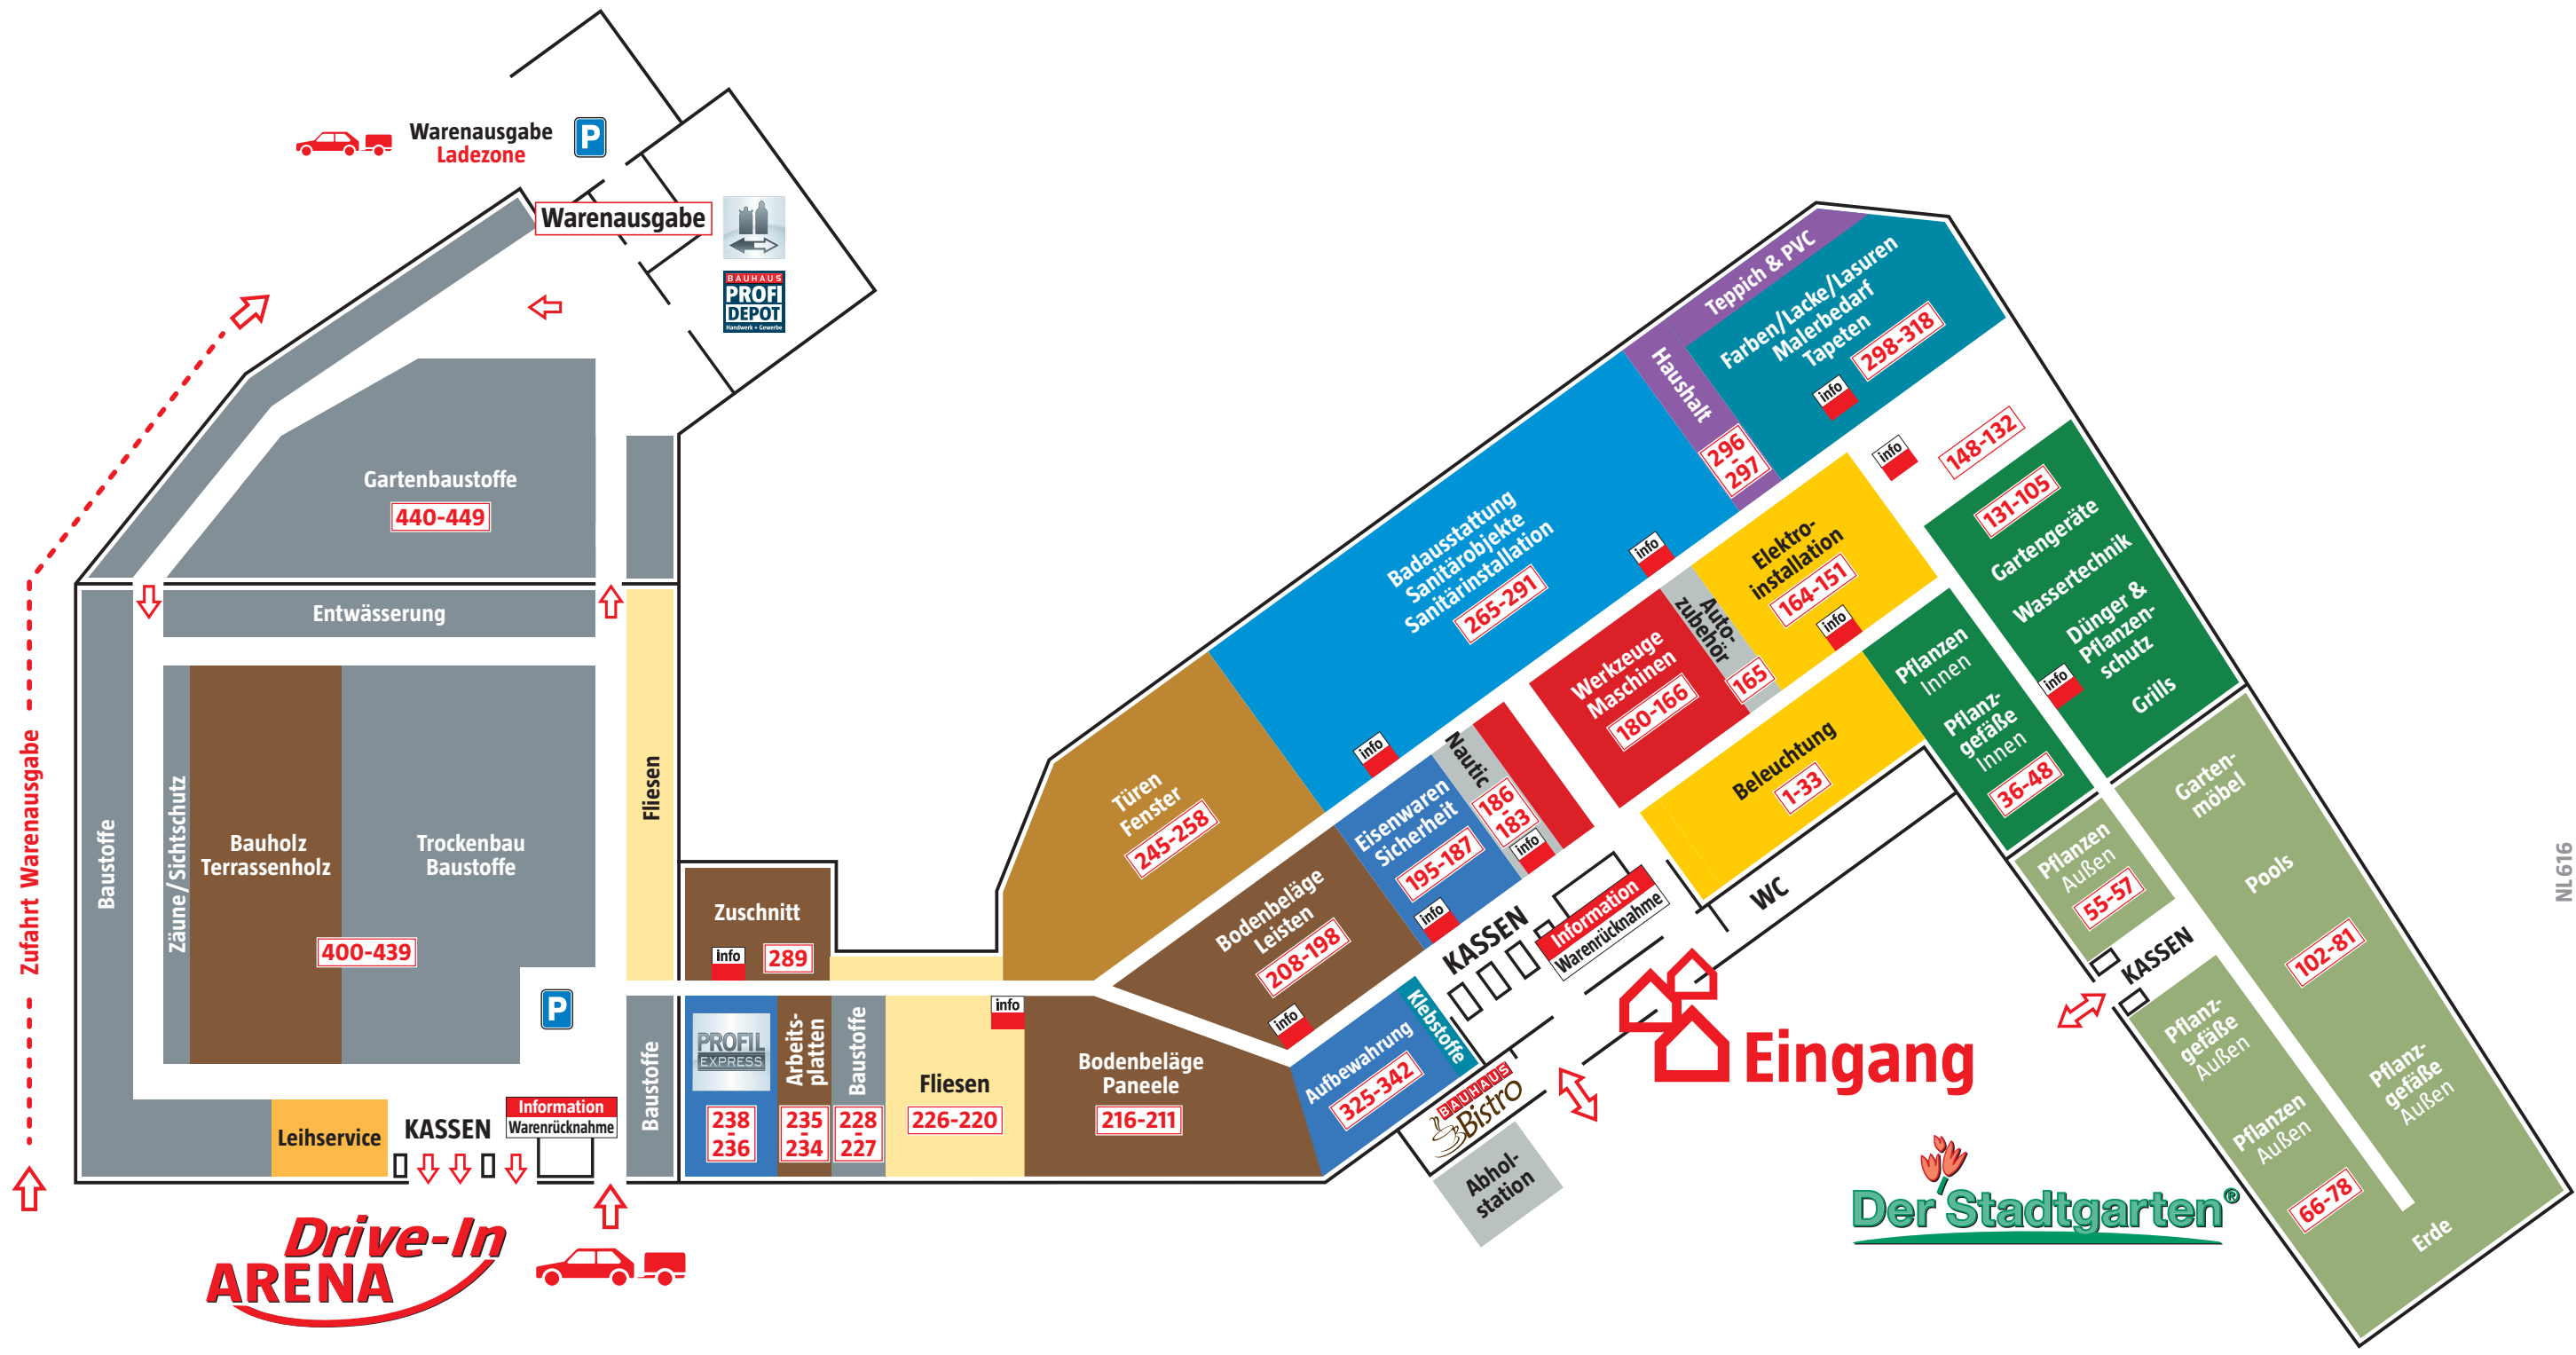 Warenausgabe
Ladezone
P
Warenausgabe
BAUHAUS
PROFI
DEPOT
Handwerk + Gewerbe
Zufahrt Warenausgabe
Gartenbaustoffe
440-449
Entwässerung
Baustoffe
Zäune/Sichtschutz
Bauholz
Terrassenholz
Trockenbau
Baustoffe
400-439
Fliesen
P
Leihservice
KASSEN
Information
Warenrücknahme
Baustoffe
Drive-In
ARENA
Zuschnitt
info
289
PROFIL
EXPRESS
238
-
236
Arbeits-
platten
235
-
234
Baustoffe
228
-
227
Fliesen
226-220
info
Bodenbeläge
Paneele
216-211
Türen
Fenster
245-258
Bodenbeläge
Leisten
208-198
info
Aufbewahrung
325-342
Klebstoffe
Eisenwaren
Sicherheit
195-187
info
Nautic
186
-
183
info
Badausstattung
Sanitärobjekte
Sanitärinstallation
265-291
info
info
Haushalt
296
-
297
Teppich & PVC
Farben/Lacke/Lasuren
Malerbedarf
Tapeten
298-318
info
Werkzeuge
Maschinen
180-166
Auto-
zubehör
165
Elektro-
installation
164-151
info
info
148-132
Beleuchtung
1-33
KASSEN
Information
Warenrücknahme
WC
Eingang
BAUHAUS
Bistro
Abhol-
station
131-105
Gartengeräte
Wassertechnik
Dünger &
Pflanzen-
schutz
Grills
info
Pflanzen
Innen
Pflanz-
gefäße
Innen
36-48
Pflanzen
Außen
55-57
KASSEN
Garten-
möbel
Pools
102-81
Pflanz-
gefäße
Außen
Pflanz-
gefäße
Außen
Pflanzen
Außen
66-78
Erde
Der Stadtgarten®
NL616